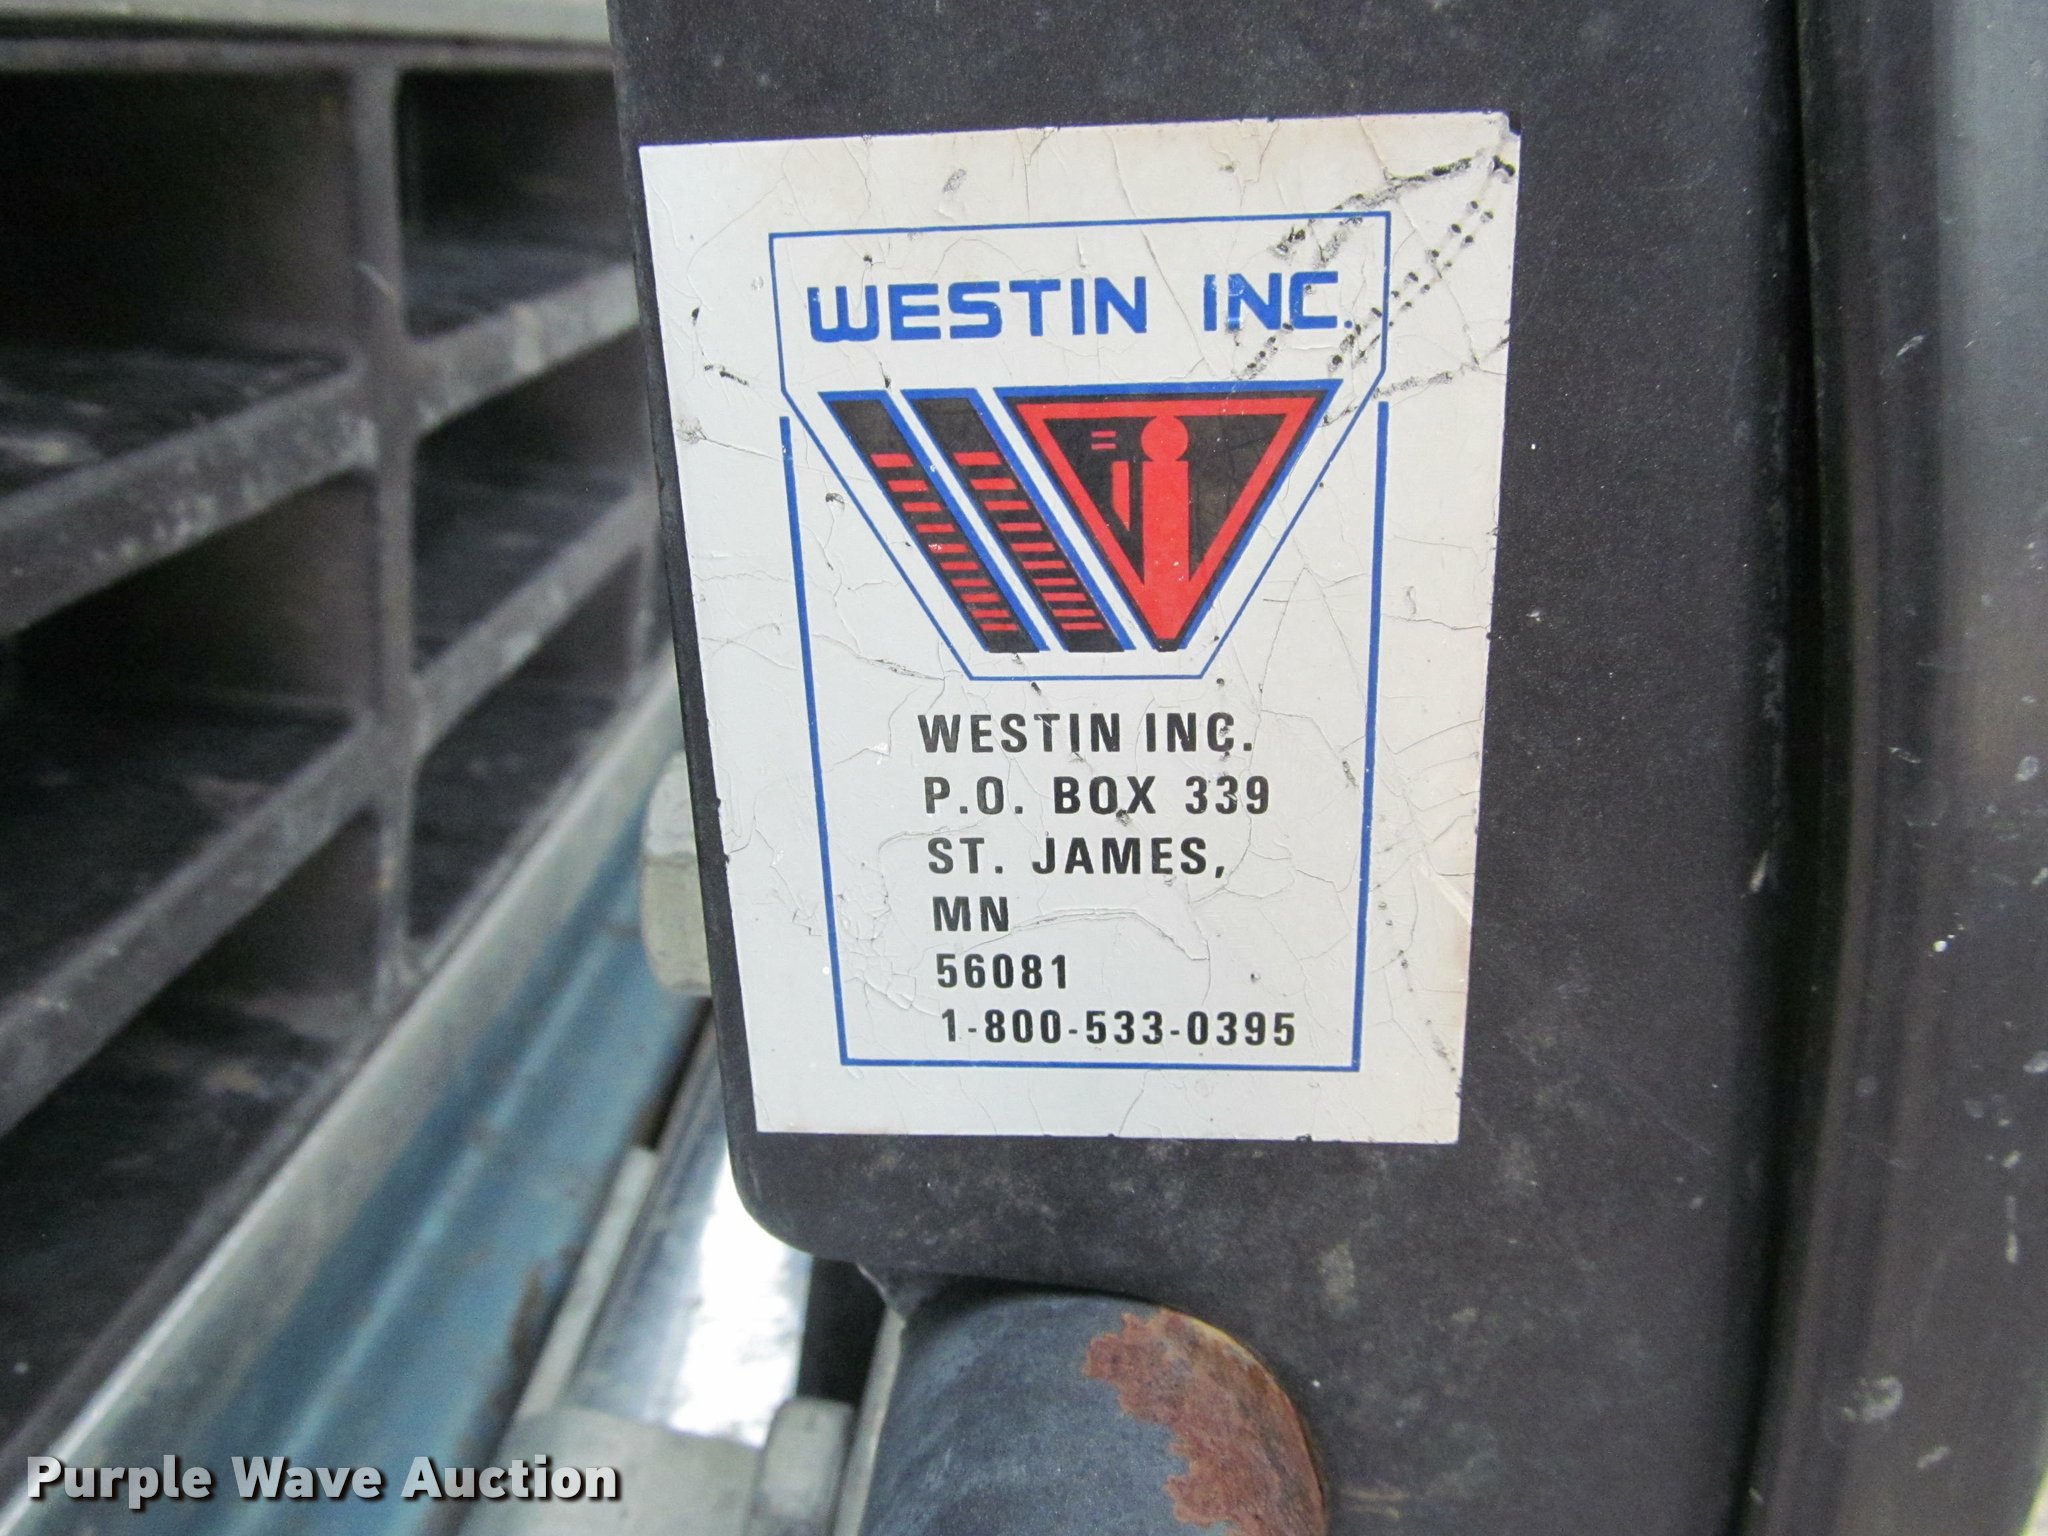 WESTIN INC.
WESTIN INC.
P.O. BOX 339
ST. JAMES,
MN
56081
1-800-533-0395
Purple Wave Auction